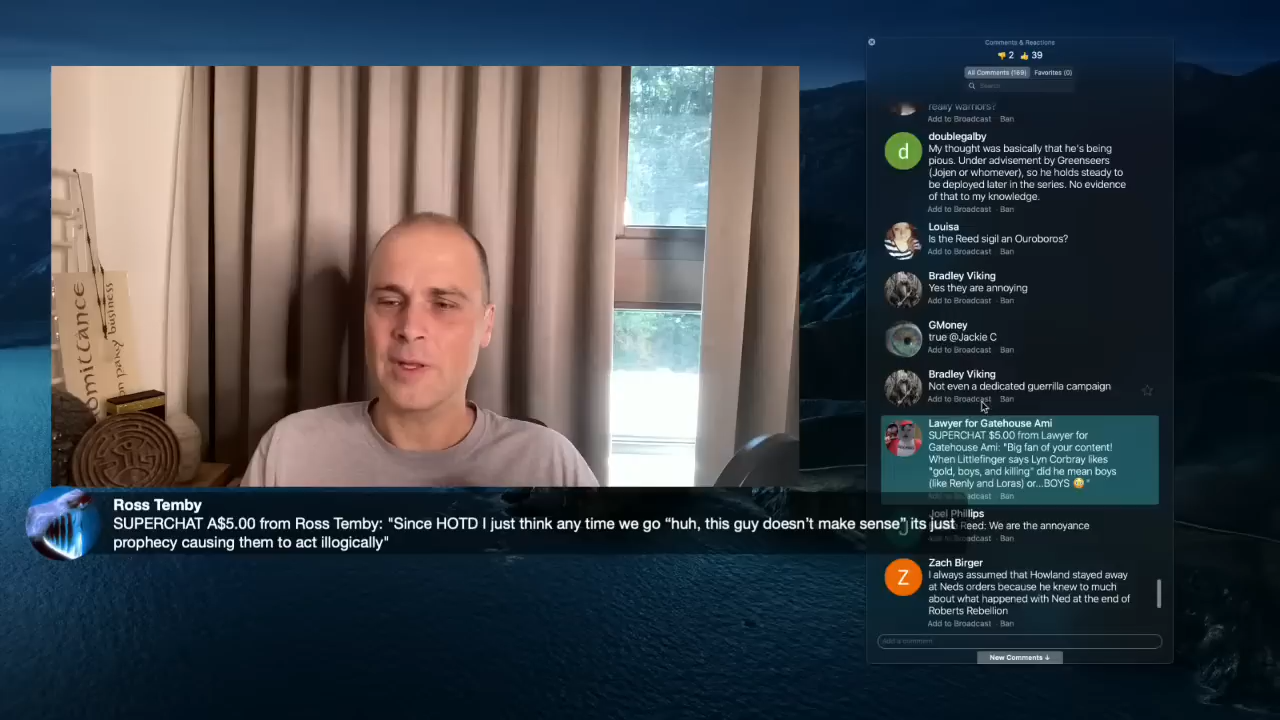 Comments & Reactions
2 39
All Comments (169) Favorites (0)
Search
really warriors?
Add to Broadcast Ban
doublegalby
My thought was basically that he's being
pious. Under advisement by Greenseers
(Jojen or whomever), so he holds steady to
be deployed later in the series. No evidence
of that to my knowledge.
Add to Broadcast Ban
Louisa
Is the Reed sigil an Ouroboros?
Add to Broadcast Ban
Bradley Viking
Yes they are annoying
Add to Broadcast Ban
GMoney
true @Jackie C
Add to Broadcast Ban
Bradley Viking
Not even a dedicated guerrilla campaign
Add to Broadcast Ban
Lawyer for Gatehouse Ami
SUPERCHAT $5.00 from Lawyer for
Gatehouse Ami: "Big fan of your content!
When Littlefinger says Lyn Corbray likes
"gold, boys, and killing" did he mean boys
(like Renly and Loras) or...BOYS 😳"
Add to Broadcast Ban
Joel Phillips
Reed: We are the annoyance
Add to Broadcast Ban
Zach Birger
I always assumed that Howland stayed away
at Neds orders because he knew to much
about what happened with Ned at the end of
Roberts Rebellion
Add to Broadcast Ban
Add a comment
New Comments ↓
omittance
on panky business
Ross Temby
SUPERCHAT A$5.00 from Ross Temby: "Since HOTD I just think any time we go “huh, this guy doesn't make sense” its just
prophecy causing them to act illogically"